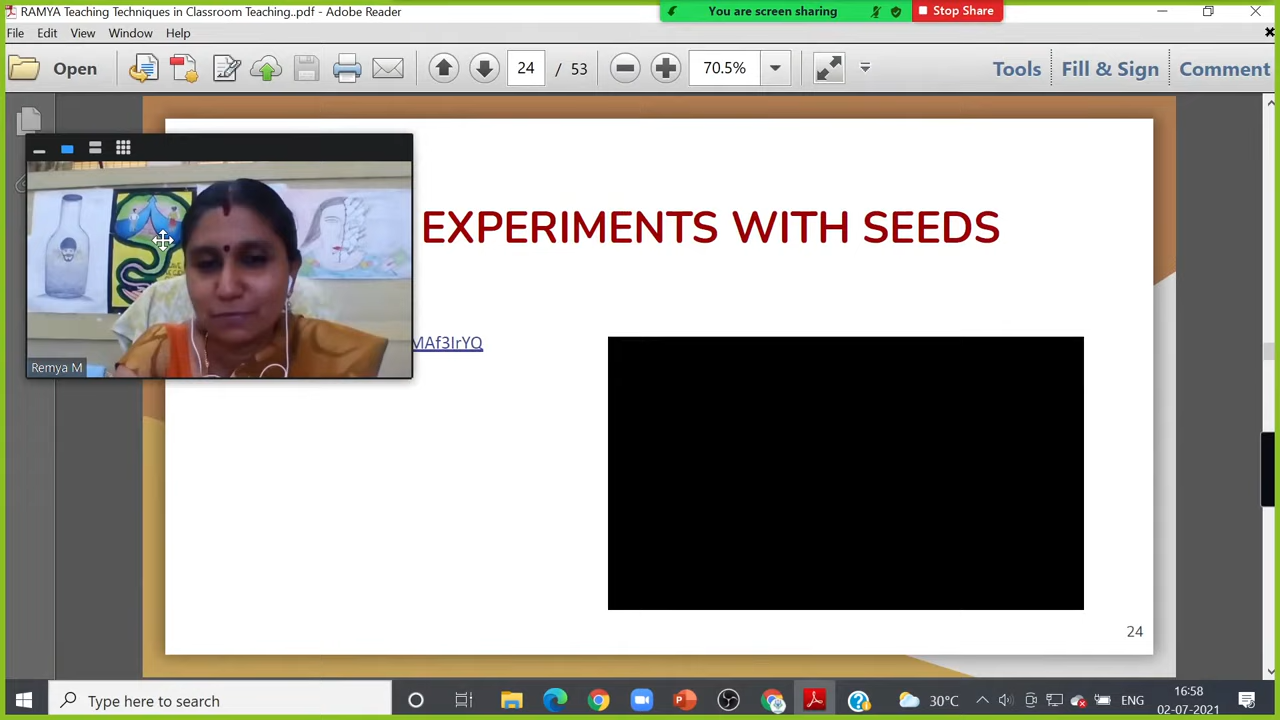 RAMYA Teaching Techniques in Classroom Teaching..pdf - Adobe Reader
You are screen sharing
Stop Share
File Edit View Window Help
Open
24 / 53
70.5%
Tools Fill & Sign Comment
EXPERIMENTS WITH SEEDS
MAf3IrYQ
Remya M
24
Type here to search
30°C
ENG
16:58
02-07-2021